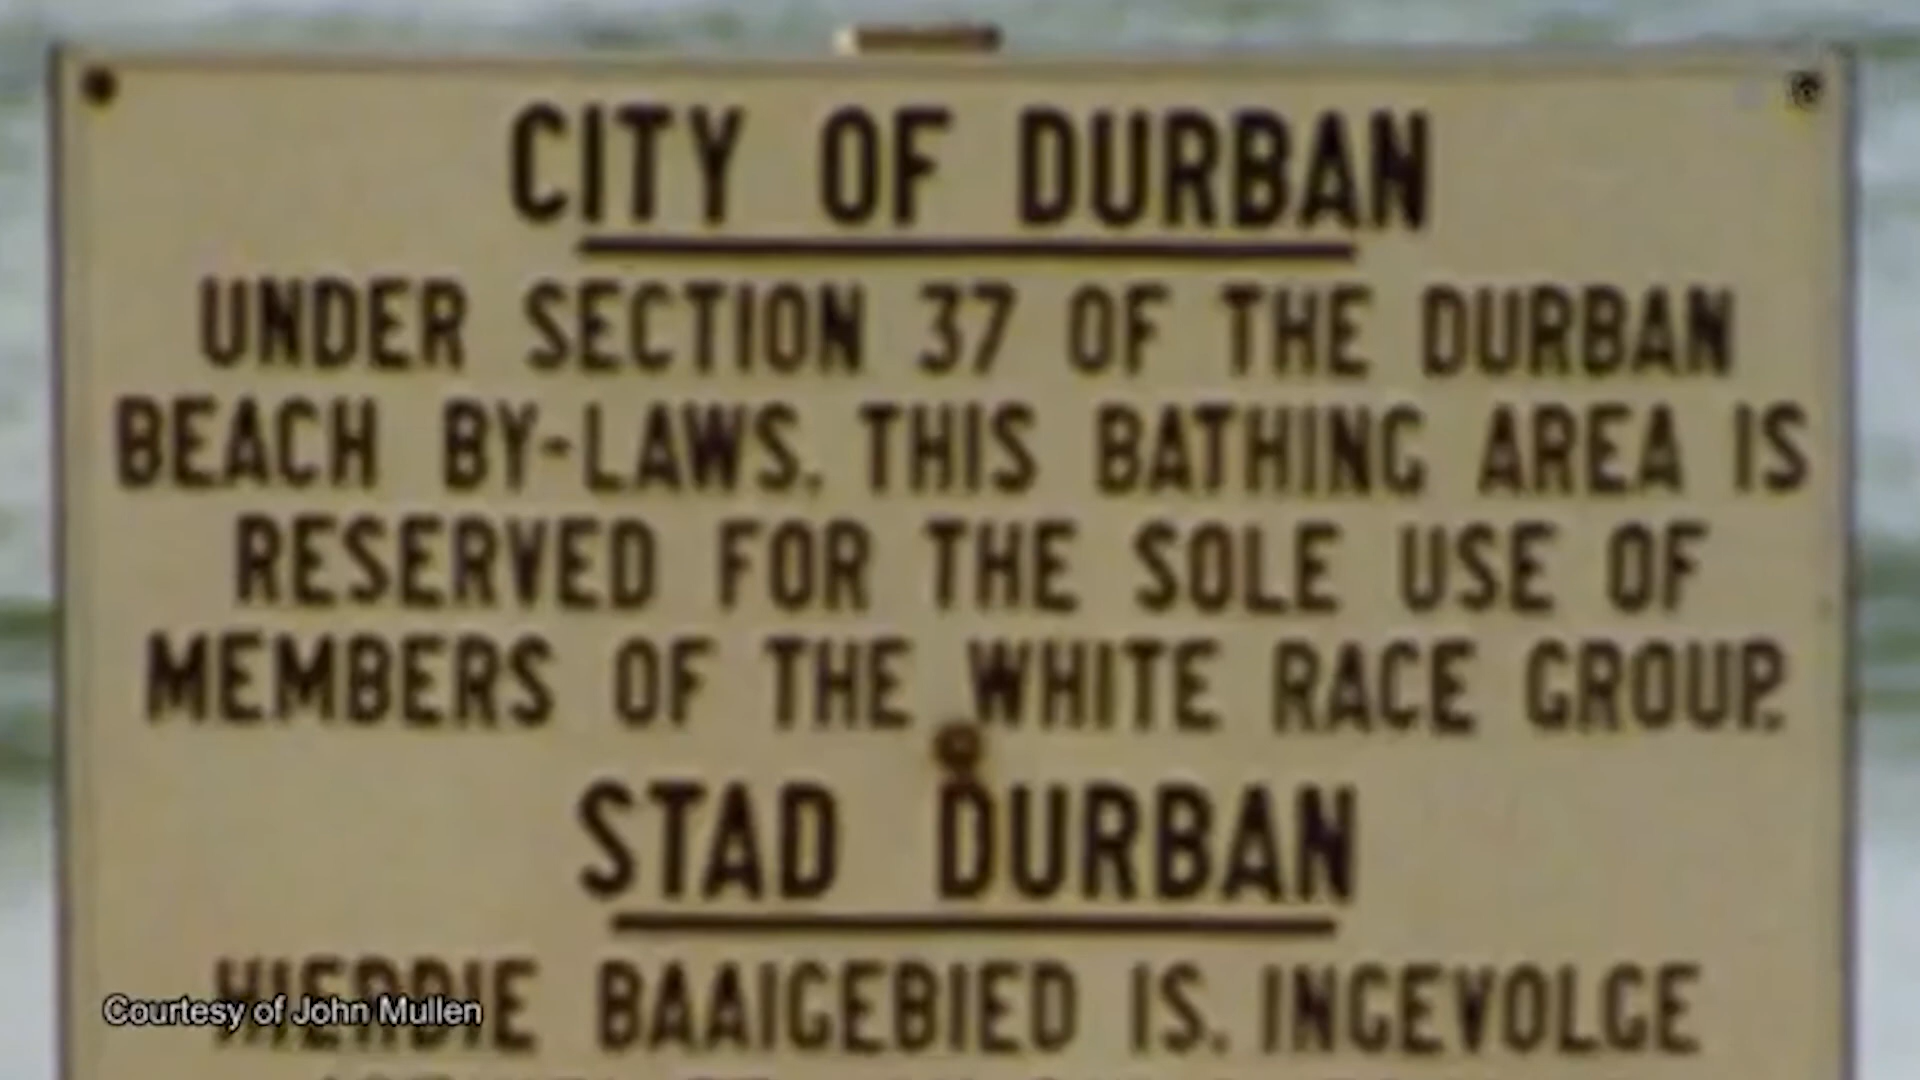 CITY OF DURBAN
UNDER SECTION 37 OF THE DURBAN
BEACH BY-LAWS, THIS BATHING AREA IS
RESERVED FOR THE SOLE USE OF
MEMBERS OF THE WHITE RACE GROUP.
STAD DURBAN
HIERDIE BAAIGEBIED IS, INGEVOLGE
Courtesy of John Mullen